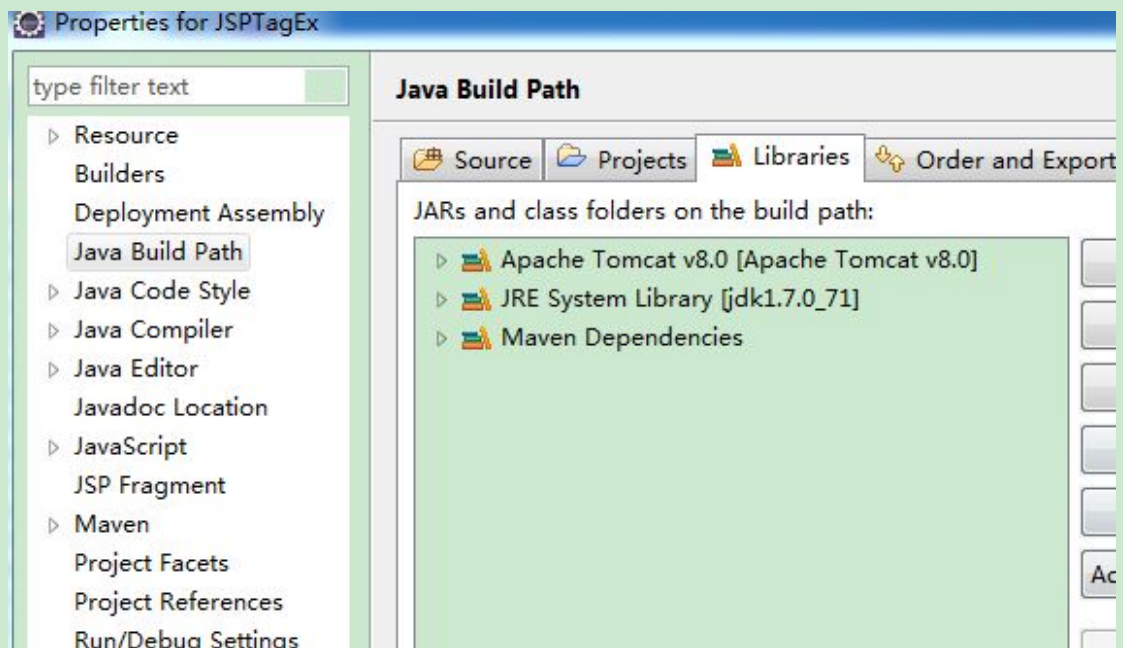 Properties for JSPTagEx
type filter text
Resource
Builders
Deployment Assembly
Java Build Path
Java Code Style
Java Compiler
Java Editor
Javadoc Location
JavaScript
JSP Fragment
Maven
Project Facets
Project References
Run/Debug Settings
Java Build Path
Source Projects Libraries Order and Export
JARs and class folders on the build path:
Apache Tomcat v8.0 [Apache Tomcat v8.0]
JRE System Library [jdk1.7.0_71]
Maven Dependencies